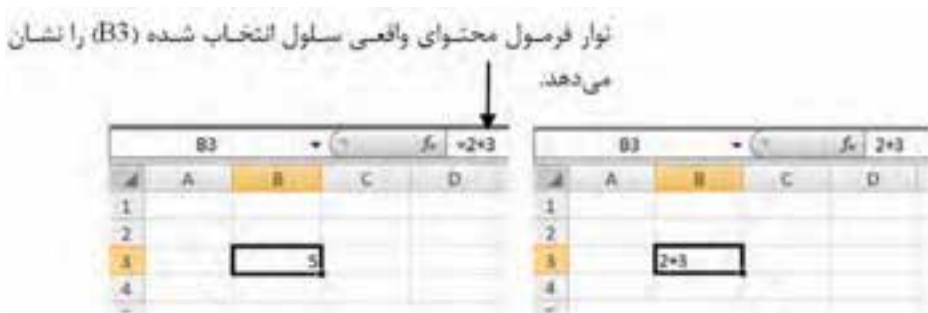 نوار فرمول محتوای واقعی سلول انتخاب شده (B3) را نشان
می‌دهد.
B3 fx =2+3
A B C D
1
2
3 5
4
B3 fx 2+3
A B C D
1
2
3 2+3
4